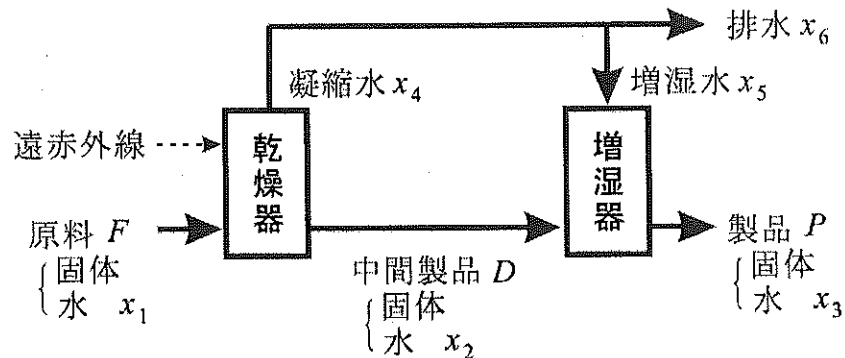 排水 x₆
凝縮水 x₄
増湿水 x₅
遠赤外線
乾燥器
増湿器
原料 F
固体
水 x₁
中間製品 D
固体
水 x₂
製品 P
固体
水 x₃